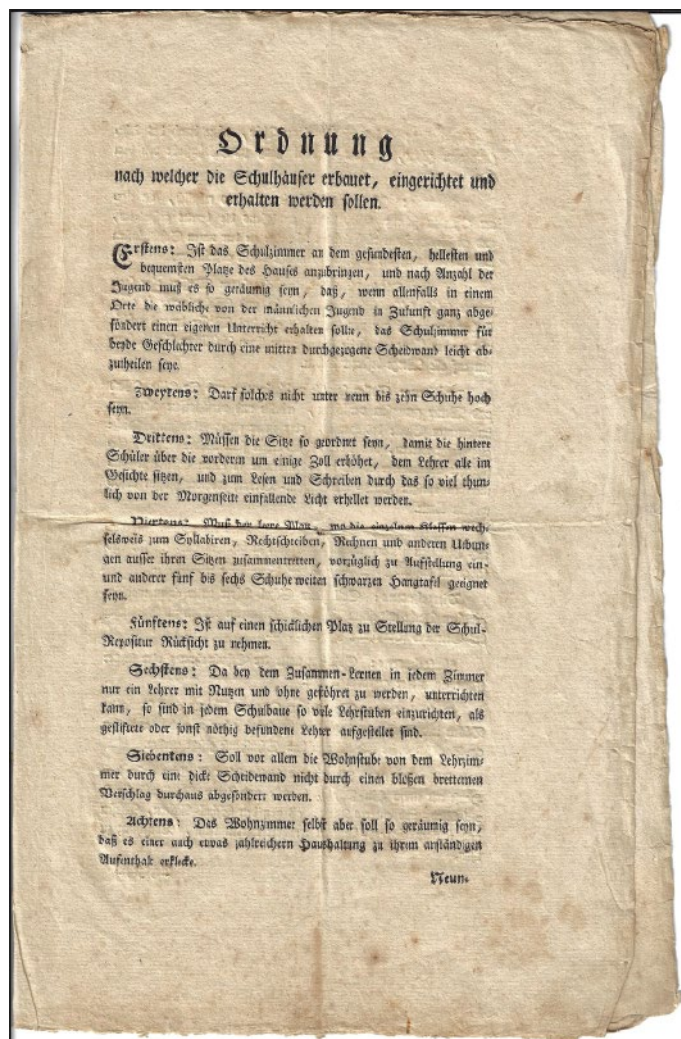 Ordnung
nach welcher die Schulhäuser erbauet, eingerichtet und
erhalten werden sollen.
Erstens: Ist das Schulzimmer an dem gesundesten, hellesten und
bequemsten Platze des Hauses anzubringen, und nach Anzahl der
Jugend muß es so geräumig seyn, daß, wenn allenfalls in einem
Orte die weibliche von der männlichen Jugend in Zukunft ganz abge-
söndert einen eigenen Unterricht erhalten sollte, das Schulzimmer für
beyde Geschlechter durch eine mitten durchgezogene Scheidwand leicht ab-
zutheilen seye.
Zweytens: Darf solches nicht unter neun bis zehn Schuhe hoch
seyn.
Drittens: Müssen die Sitze so geordnet seyn, damit die hintere
Schüler über die vorderen um einige Zoll erhöhet, dem Lehrer alle im
Gesichte sitzen, und zum Lesen und Schreiben durch das so viel thun-
lich von der Morgenseite einfallende Licht erhellet werden.
Viertens: Muß der leere Platz, wo die einzelnen Klassen wech-
selsweis zum Syllabiren, Rechtschreiben, Rechnen und anderen Uebun-
gen ausser ihren Sitzen zusammentretten, vorzüglich zu Aufstellung ein-
und anderer fünf bis sechs Schuhe weiten schwarzen Hangtafel geeignet
seyn.
Fünftens: Ist auf einen schicklichen Platz zu Stellung der Schul-
Repositur Rücksicht zu nehmen.
Sechstens: Da bey dem Zusammen-Lernen in jedem Zimmer
nur ein Lehrer mit Nutzen und ohne gestöhret zu werden, unterrichten
kann, so sind in jedem Schulbaue so viele Lehrstuben einzurichten, als
gestiftete oder sonst nöthig befundene Lehrer aufgestellet sind.
Siebentens: Soll vor allem die Wohnstube von dem Lehrzim-
mer durch eine dicke Scheidewand nicht durch einen bloßen bretternen
Verschlag durchaus abgesöndert werden.
Achtens: Das Wohnzimmer selbst aber soll so geräumig seyn,
daß es einer auch etwas zahlreichern Haushaltung zu ihrem anständigen
Aufenthalt erklecke.
Neun-